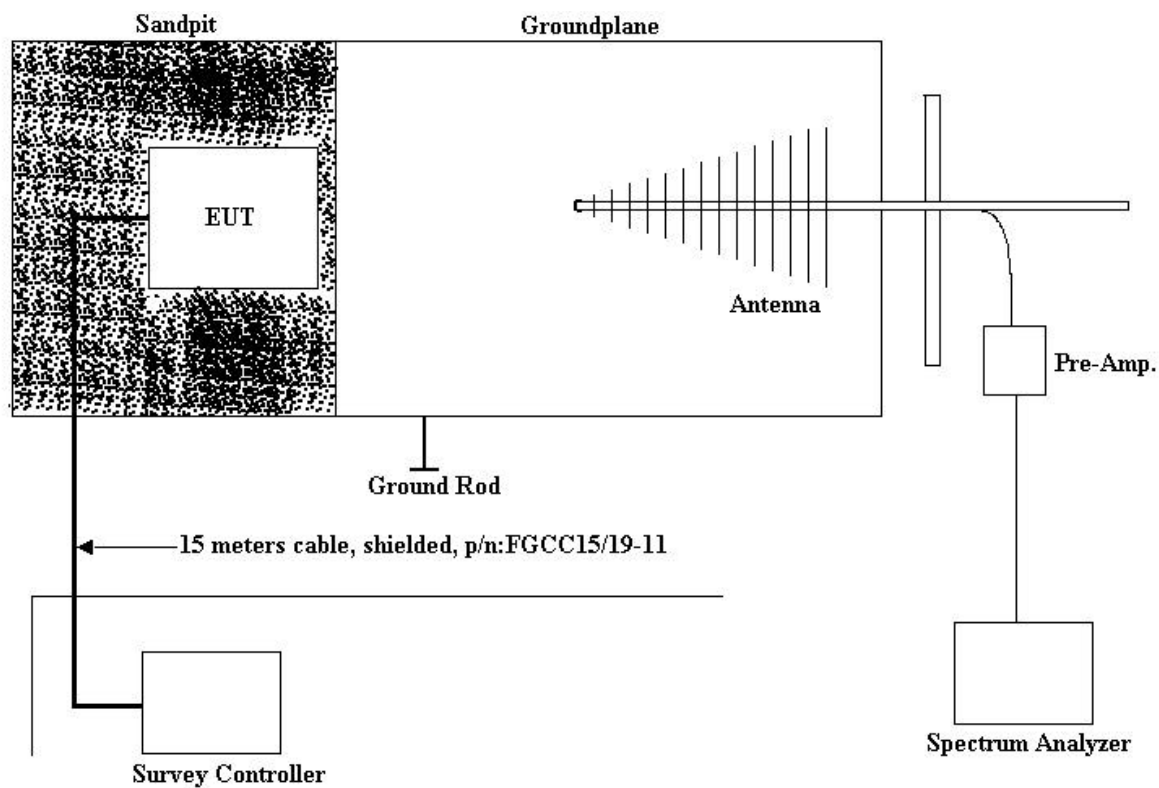 Sandpit
Groundplane
EUT
Antenna
Pre-Amp.
Ground Rod
15 meters cable, shielded, p/n:FGCC15/19-11
Spectrum Analyzer
Survey Controller